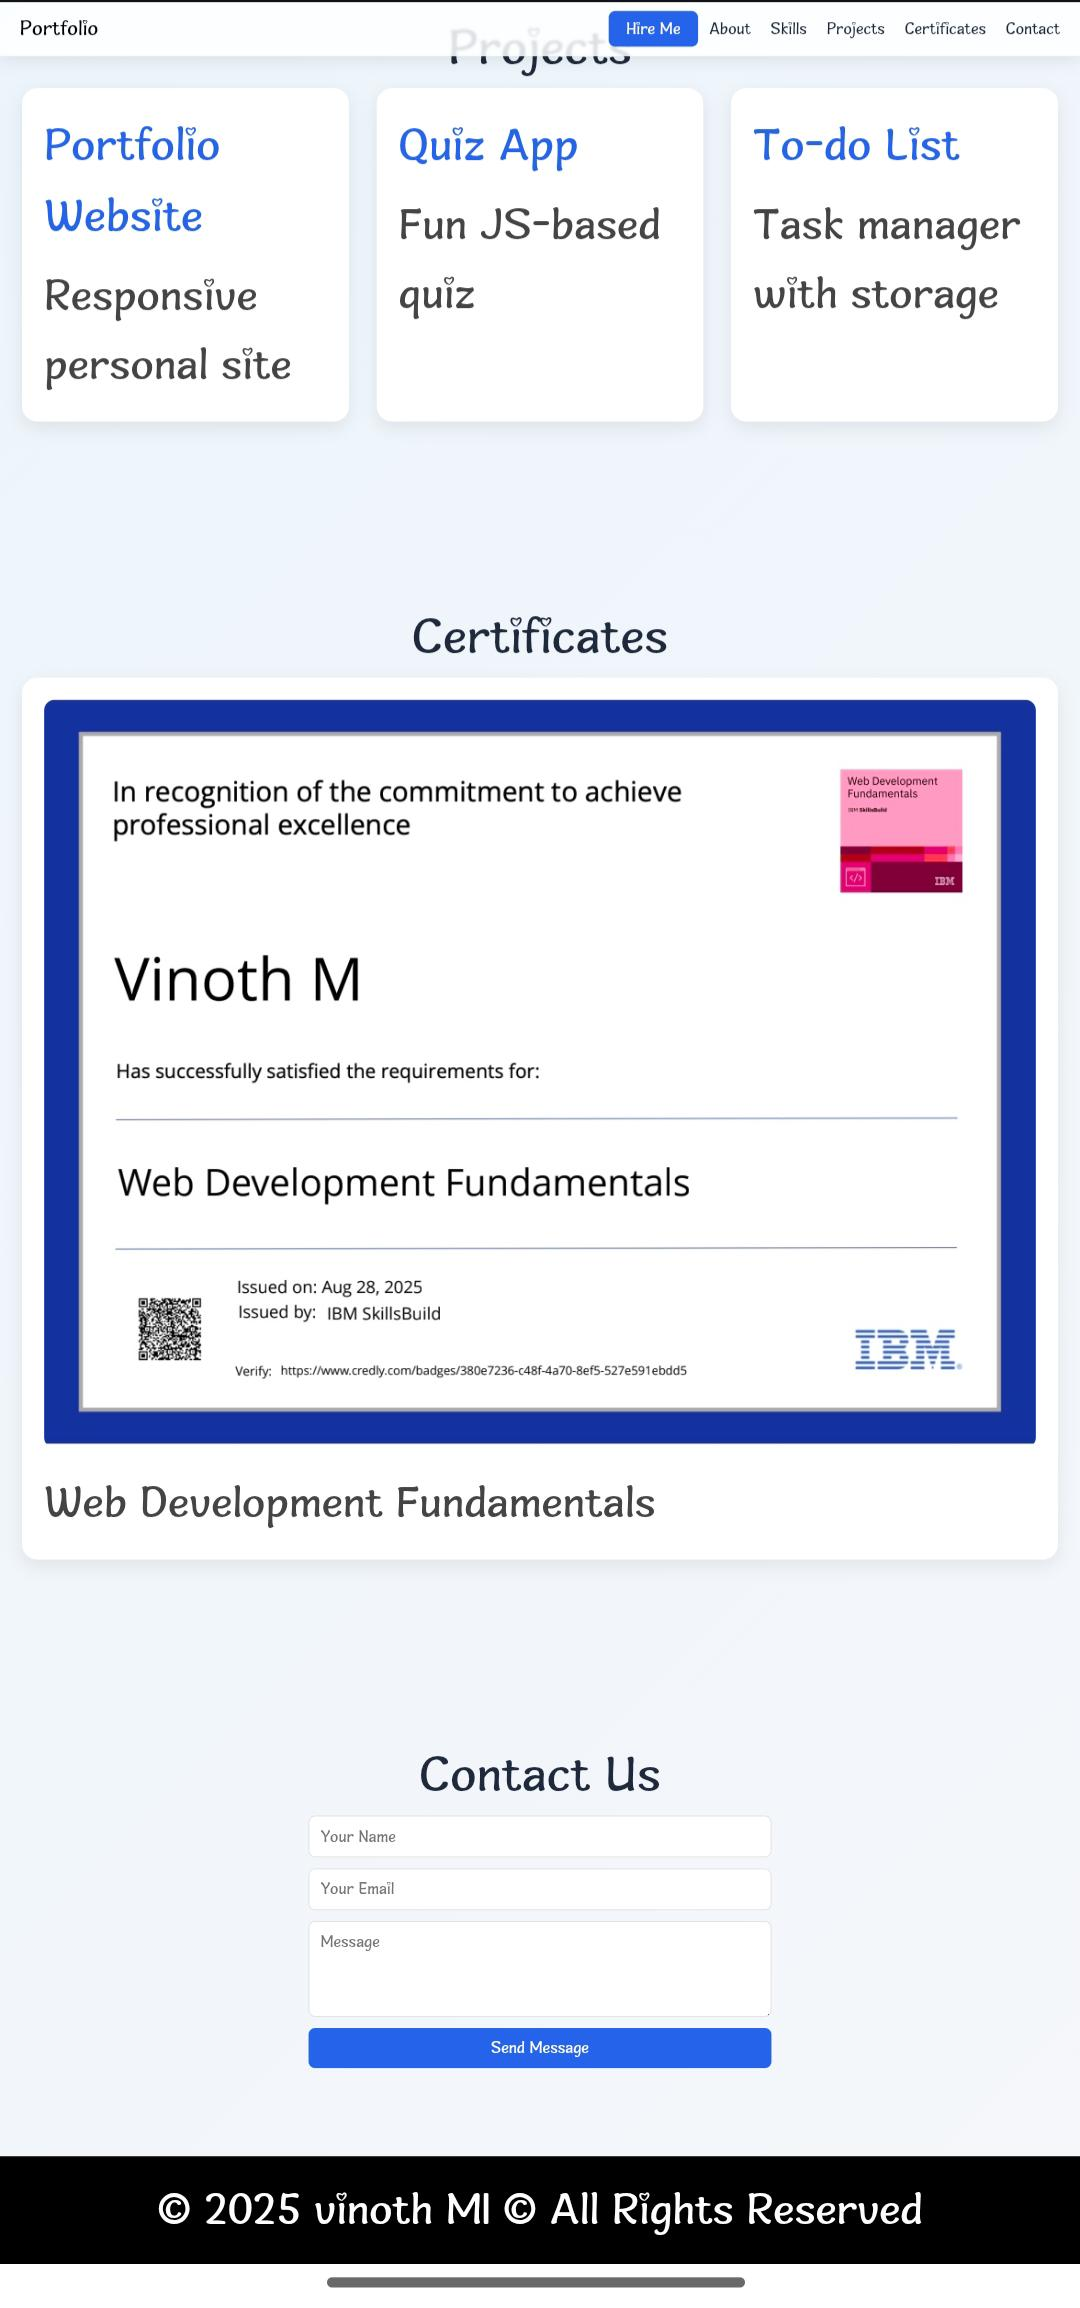 Portfolio
Hire Me
About
Skills
Projects
Certificates
Contact
Projects
Portfolio
Website
Responsive
personal site
Quiz App
Fun JS-based
quiz
To-do List
Task manager
with storage
Certificates
In recognition of the commitment to achieve
professional excellence
Web Development
Fundamentals
IBM SkillsBuild
IBM
Vinoth M
Has successfully satisfied the requirements for:
Web Development Fundamentals
Issued on: Aug 28, 2025
Issued by: IBM SkillsBuild
Verify: https://www.credly.com/badges/380e7236-c48f-4a70-8ef5-527e591ebdd5
IBM.
Web Development Fundamentals
Contact Us
Your Name
Your Email
Message
Send Message
© 2025 vinoth MI © All Rights Reserved